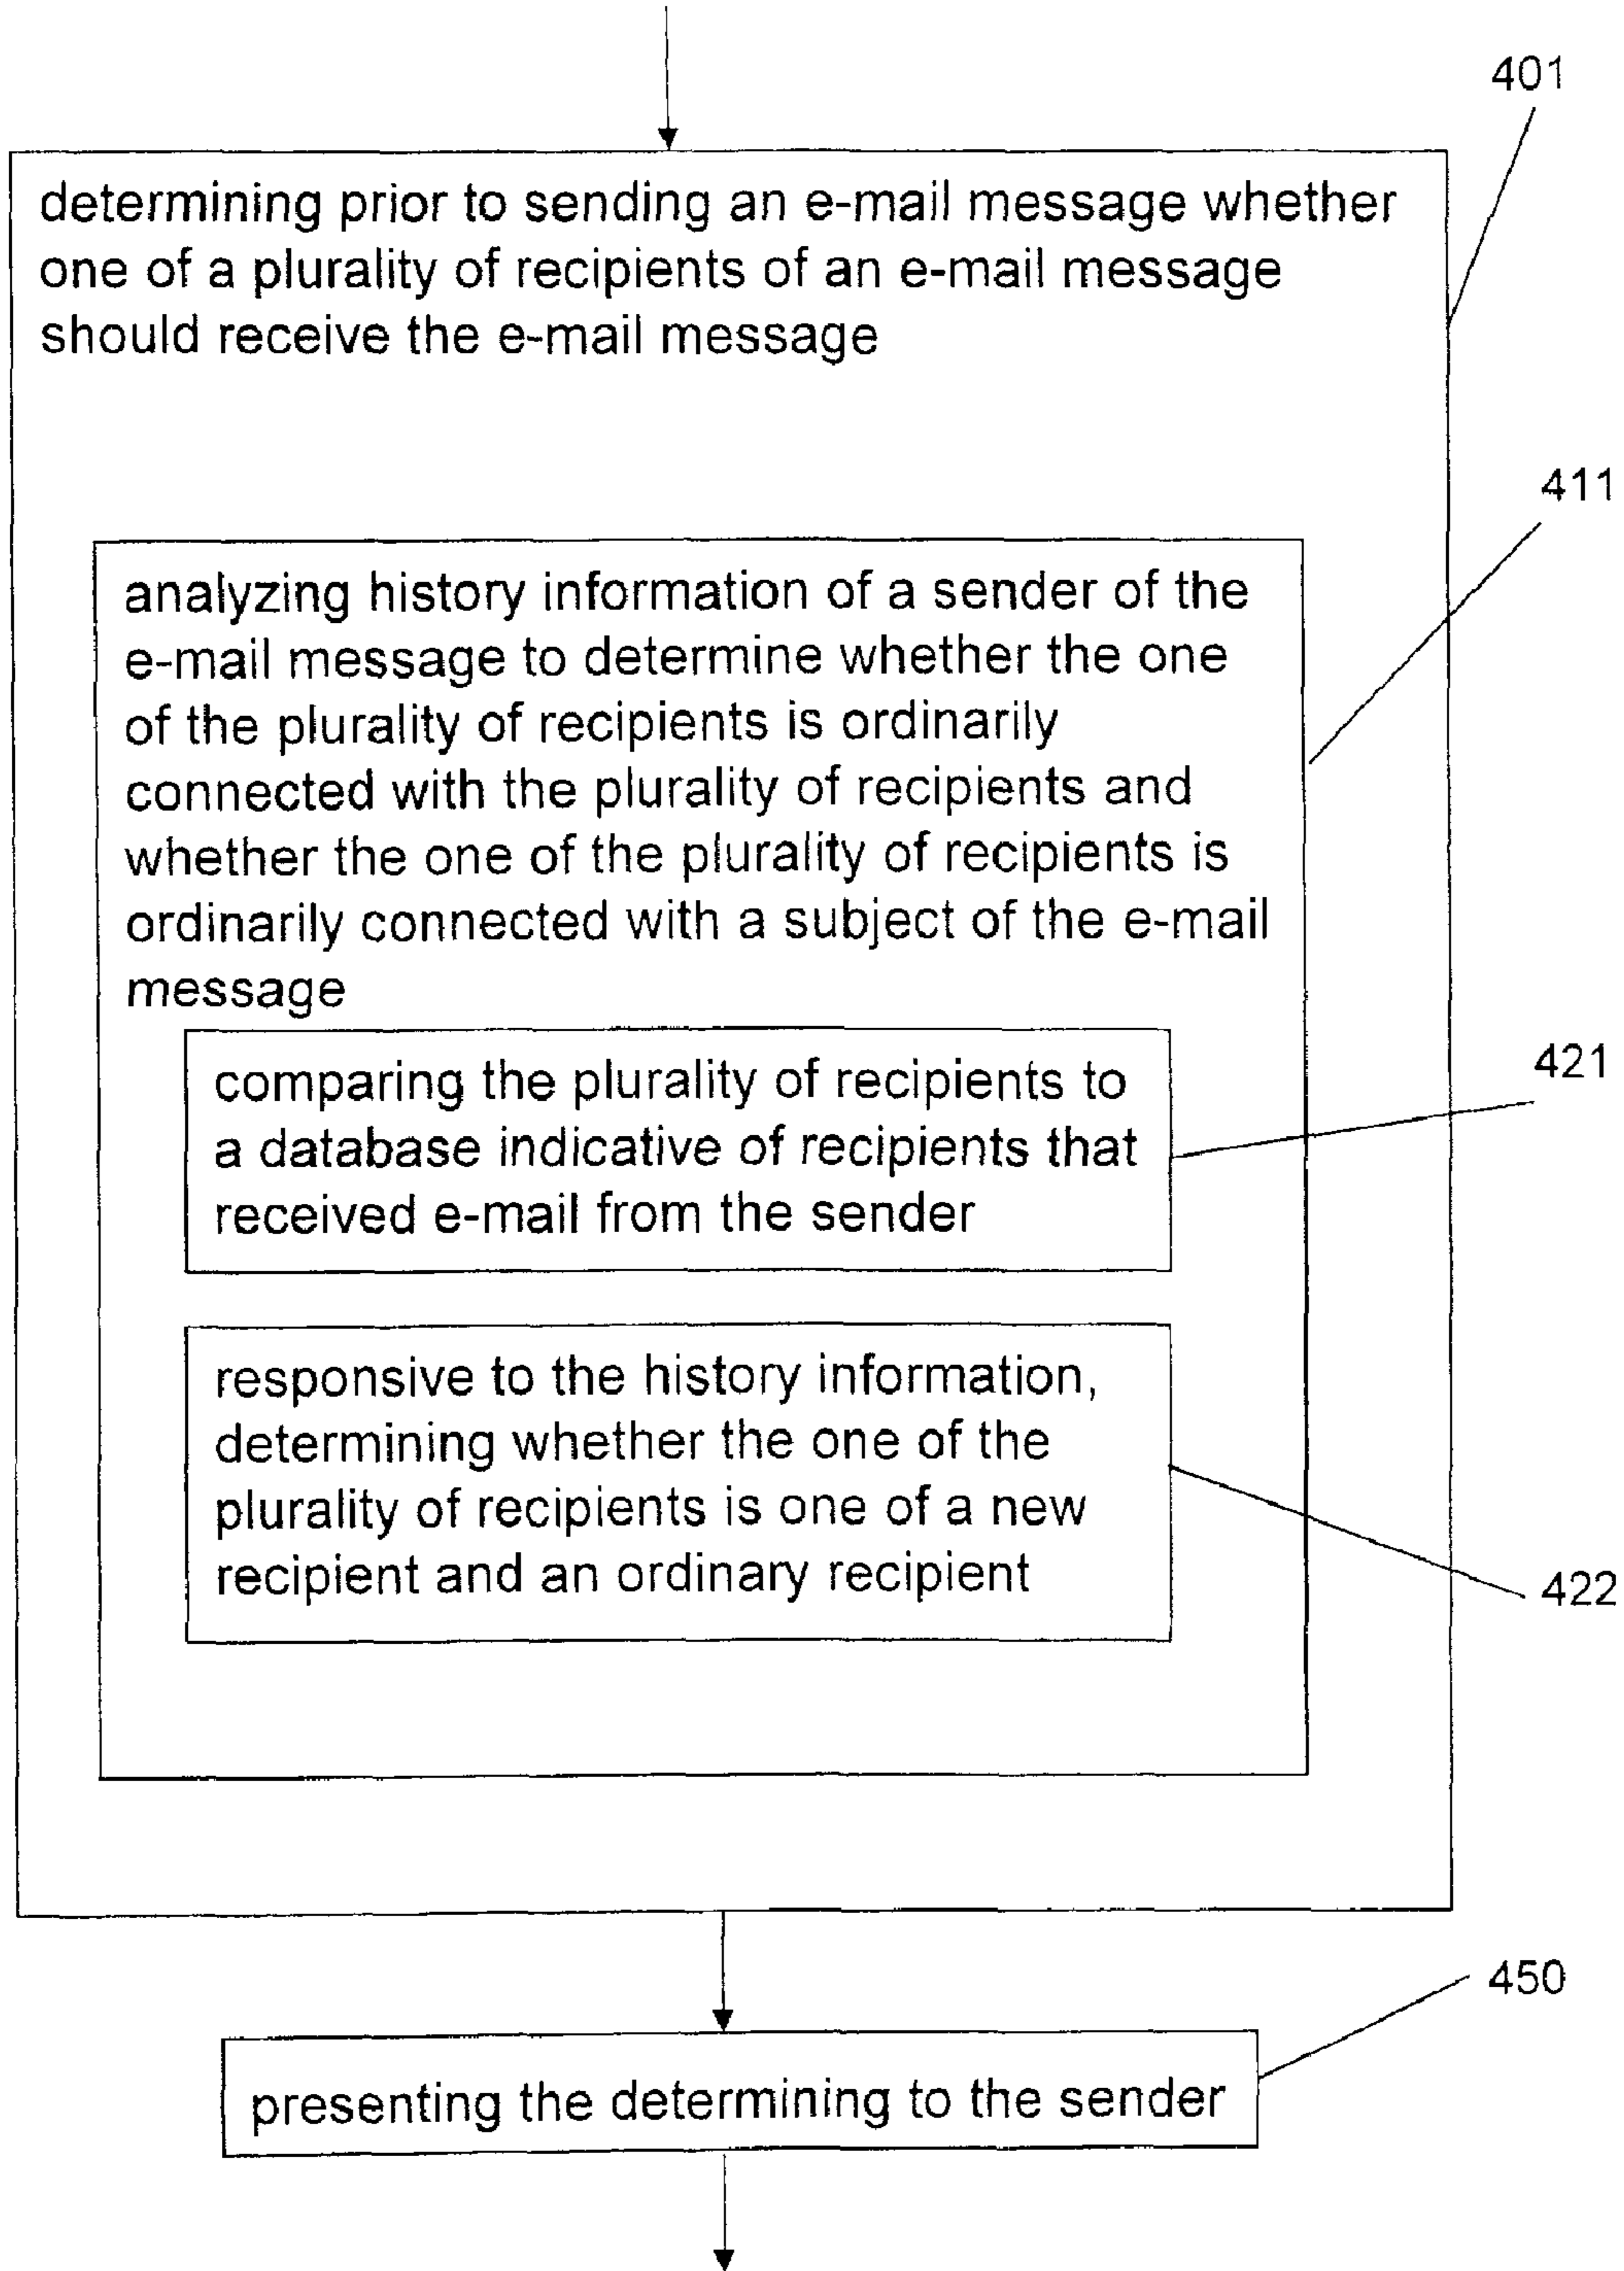 401
determining prior to sending an e-mail message whether
one of a plurality of recipients of an e-mail message
should receive the e-mail message
411
analyzing history information of a sender of the
e-mail message to determine whether the one
of the plurality of recipients is ordinarily
connected with the plurality of recipients and
whether the one of the plurality of recipients is
ordinarily connected with a subject of the e-mail
message
421
comparing the plurality of recipients to
a database indicative of recipients that
received e-mail from the sender
responsive to the history information,
determining whether the one of the
plurality of recipients is one of a new
recipient and an ordinary recipient
422
450
presenting the determining to the sender